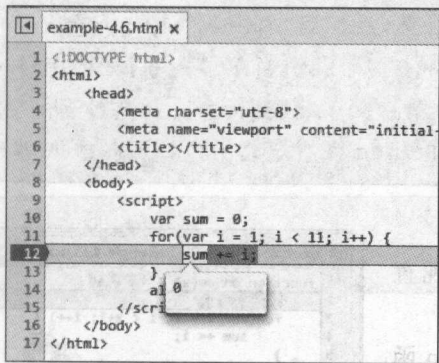 example-4.6.html ×
1 <!DOCTYPE html>
2 <html>
3 <head>
4 <meta charset="utf-8">
5 <meta name="viewport" content="initial-
6 <title></title>
7 </head>
8 <body>
9 <script>
10 var sum = 0;
11 for(var i = 1; i < 11; i++) {
12 sum += i;
13 }
14 al
0
15 </scri
16 </body>
17 </html>